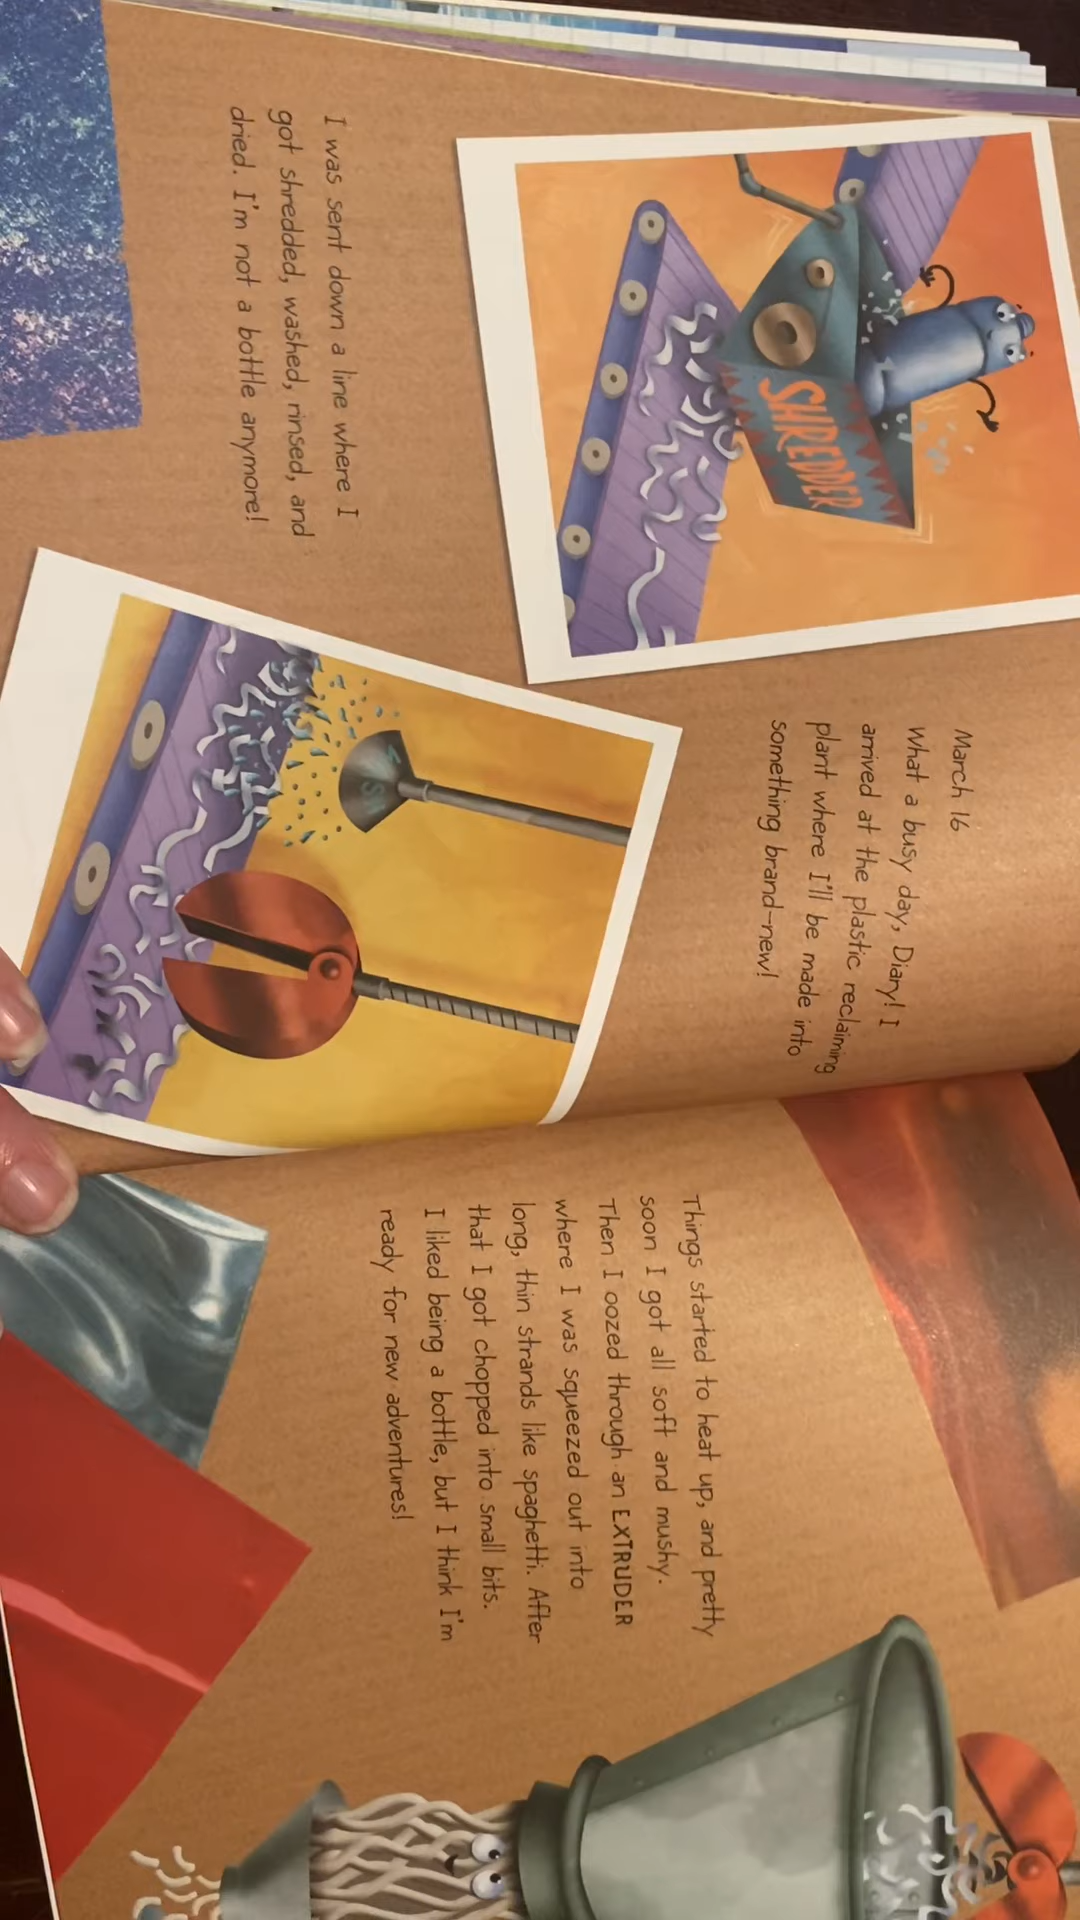 March 16
What a busy day, Diary! I
arrived at the plastic reclaiming
plant where I'll be made into
something brand-new!
SHREDDER
I was sent down a line where I
got shredded, washed, rinsed, and
dried. I'm not a bottle anymore!
Things started to heat up, and pretty
soon I got all soft and mushy.
Then I oozed through an EXTRUDER
where I was squeezed out into
long, thin strands like spaghetti. After
that I got chopped into small bits.
I liked being a bottle, but I think I'm
ready for new adventures!